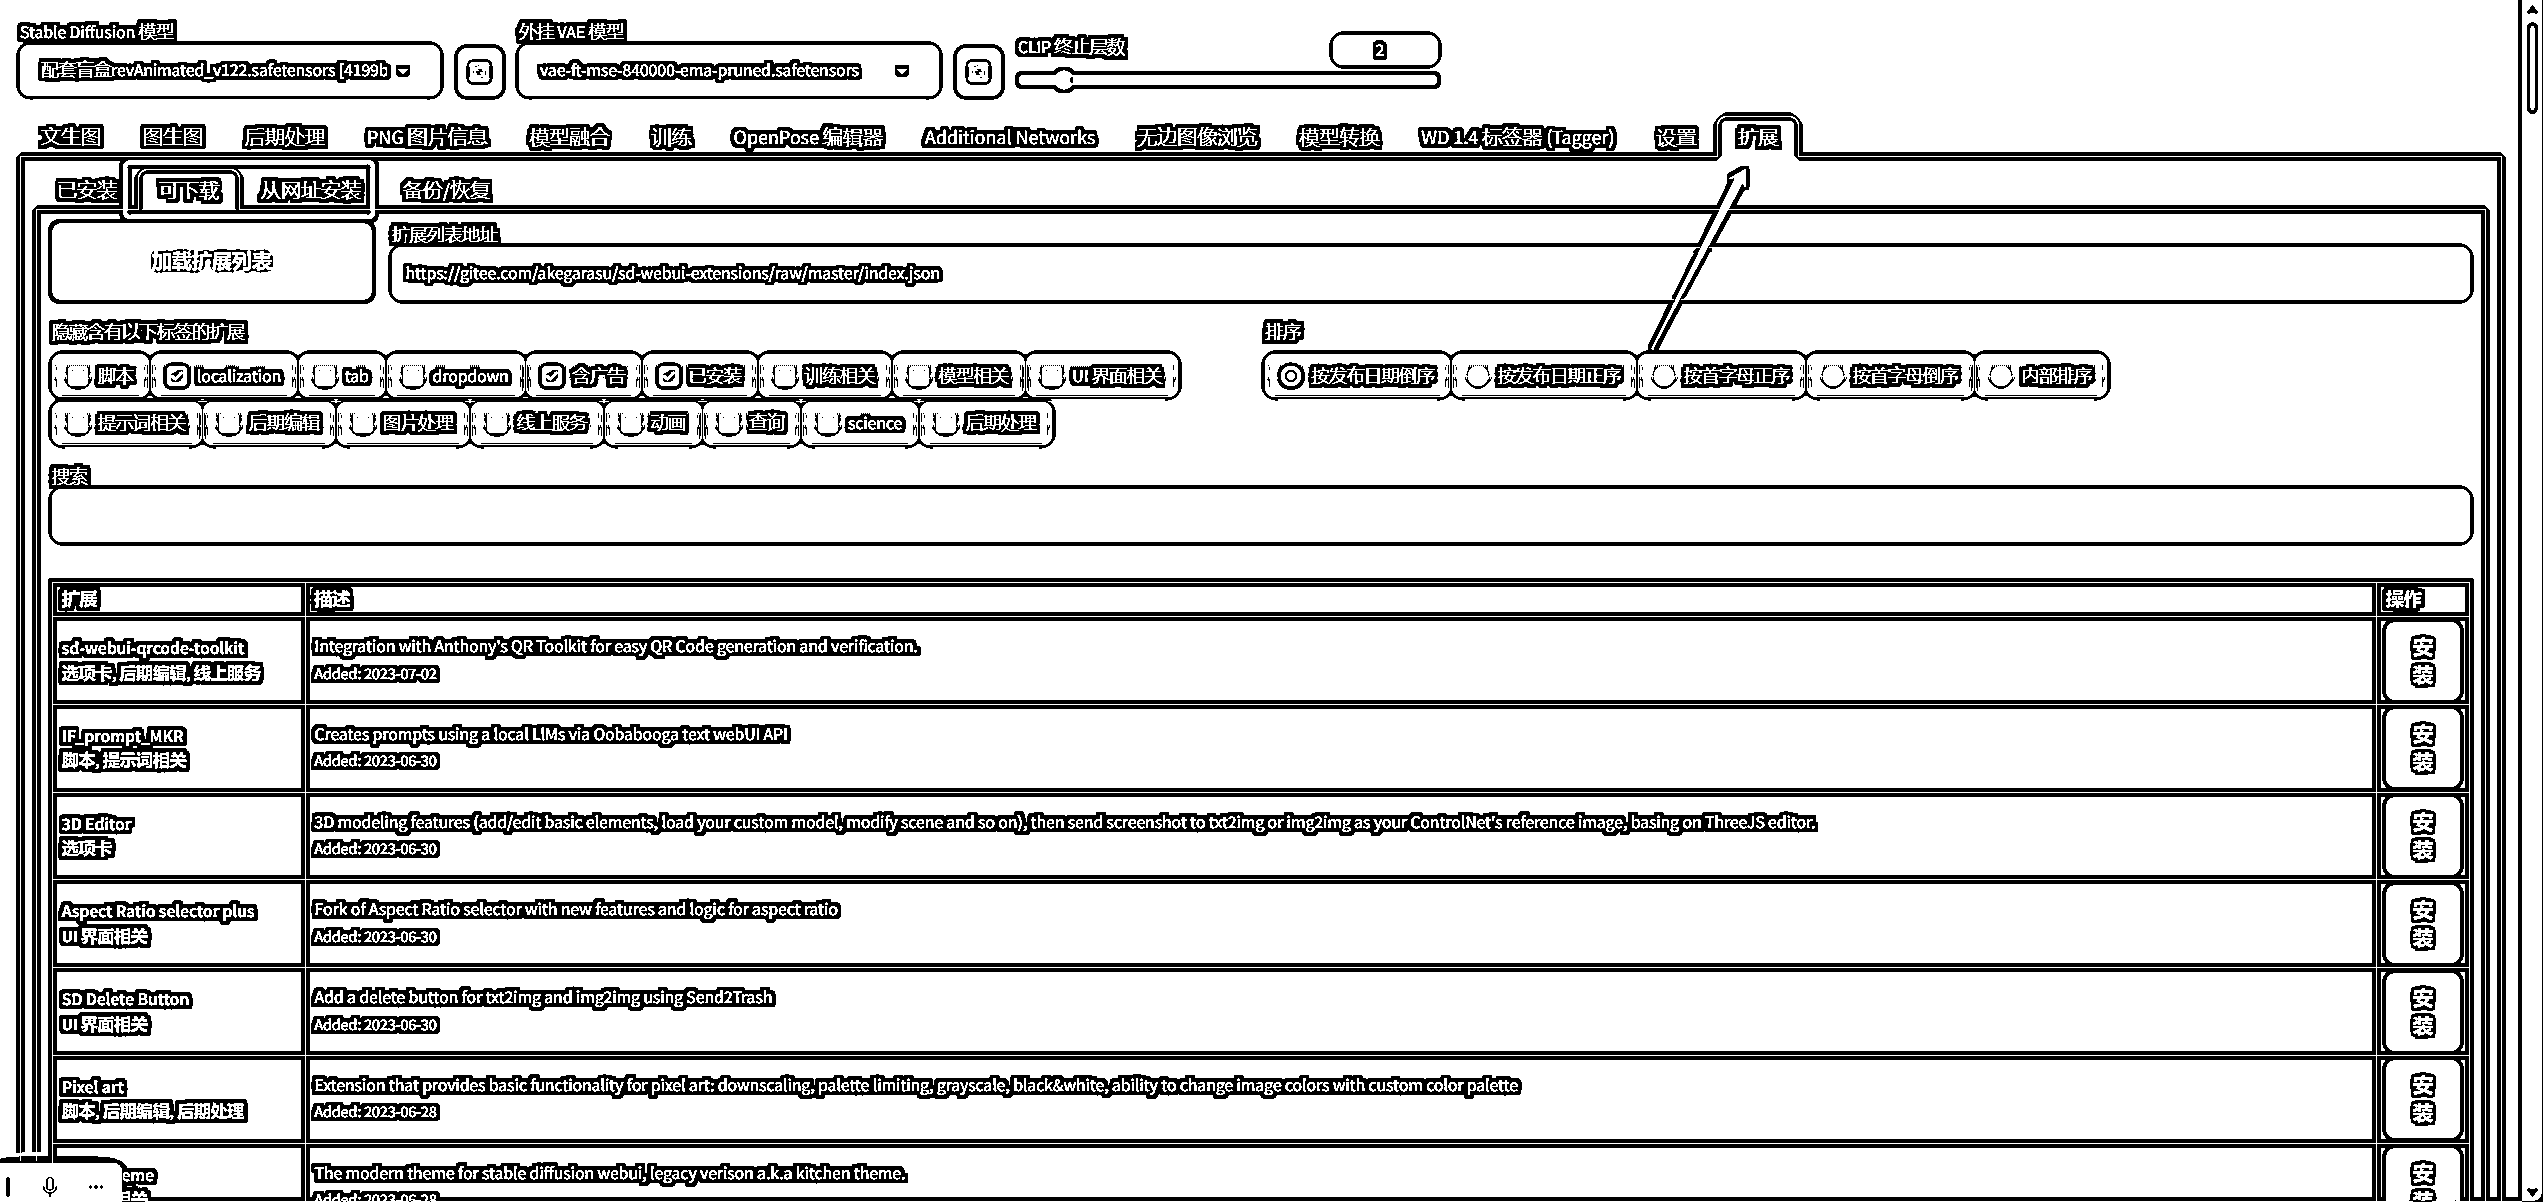 Stable Diffusion 模型
外挂 VAE 模型
CLIP 终止层数
2
配套盲盒revAnimated_v122.safetensors [4199b
vae-ft-mse-840000-ema-pruned.safetensors
文生图 图生图 后期处理 PNG 图片信息 模型融合 训练 OpenPose 编辑器 Additional Networks 无边图像浏览 模型转换 WD 1.4 标签器 (Tagger) 设置 扩展
已安装 可下载 从网址安装 备份/恢复
加载扩展列表
扩展列表地址
https://gitee.com/akegarasu/sd-webui-extensions/raw/master/index.json
隐藏含有以下标签的扩展
脚本 localization tab dropdown 含广告 已安装 训练相关 模型相关 UI 界面相关
提示词相关 后期编辑 图片处理 线上服务 动画 查询 science 后期处理
排序
按发布日期倒序 按发布日期正序 按首字母正序 按首字母倒序 内部排序
搜索
扩展 描述 操作
sd-webui-qrcode-toolkit
选项卡, 后期编辑, 线上服务
Integration with Anthony's QR Toolkit for easy QR Code generation and verification.
Added: 2023-07-02
安
装
IF_prompt_MKR
脚本, 提示词相关
Creates prompts using a local LlMs via Oobabooga text webUI API
Added: 2023-06-30
安
装
3D Editor
选项卡
3D modeling features (add/edit basic elements, load your custom model, modify scene and so on), then send screenshot to txt2img or img2img as your ControlNet's reference image, basing on ThreeJS editor.
Added: 2023-06-30
安
装
Aspect Ratio selector plus
UI 界面相关
Fork of Aspect Ratio selector with new features and logic for aspect ratio
Added: 2023-06-30
安
装
SD Delete Button
UI 界面相关
Add a delete button for txt2img and img2img using Send2Trash
Added: 2023-06-30
安
装
Pixel art
脚本, 后期编辑, 后期处理
Extension that provides basic functionality for pixel art: downscaling, palette limiting, grayscale, black&white, ability to change image colors with custom color palette
Added: 2023-06-28
安
装
eme
相关
The modern theme for stable diffusion webui, legacy verison a.k.a kitchen theme.
Added: 2023-06-28
安
装